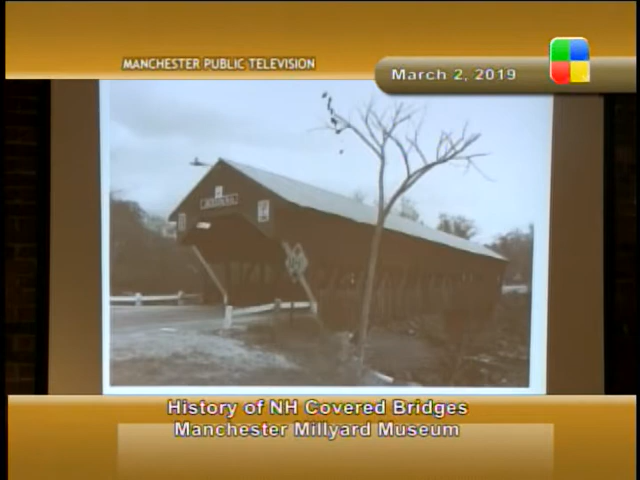 MANCHESTER PUBLIC TELEVISION
March 2, 2019
History of NH Covered Bridges
Manchester Millyard Museum